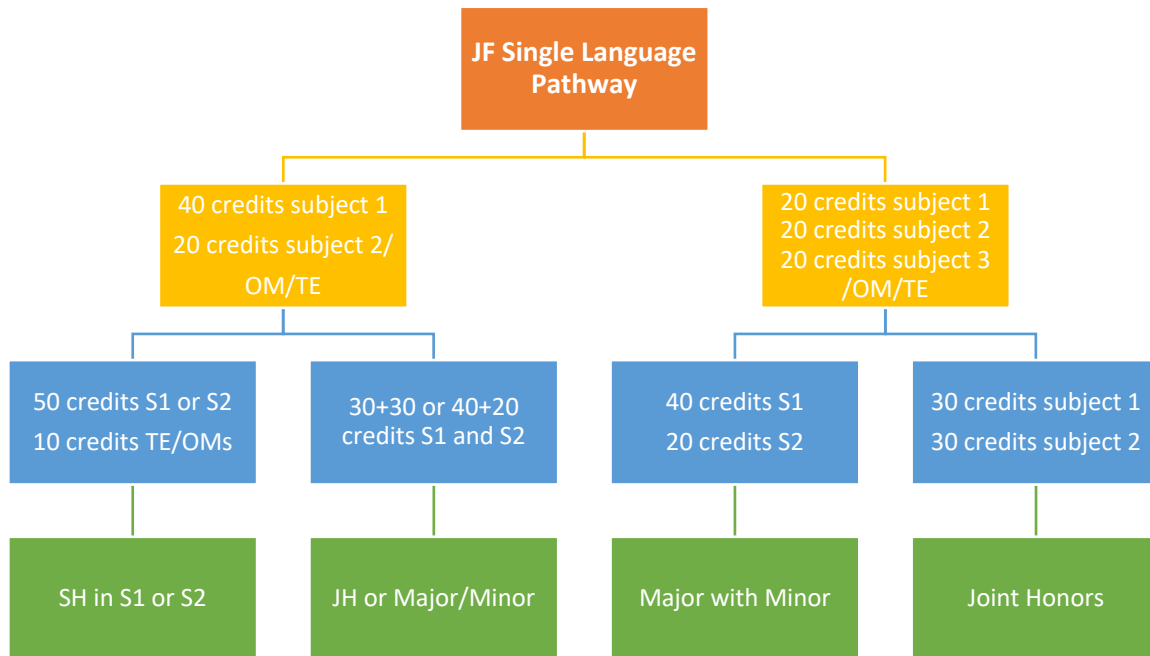 JF Single Language
Pathway
40 credits subject 1
20 credits subject 2/
OM/TE
20 credits subject 1
20 credits subject 2
20 credits subject 3
/OM/TE
50 credits S1 or S2
10 credits TE/OMs
30+30 or 40+20
credits S1 and S2
40 credits S1
20 credits S2
30 credits subject 1
30 credits subject 2
SH in S1 or S2
JH or Major/Minor
Major with Minor
Joint Honors